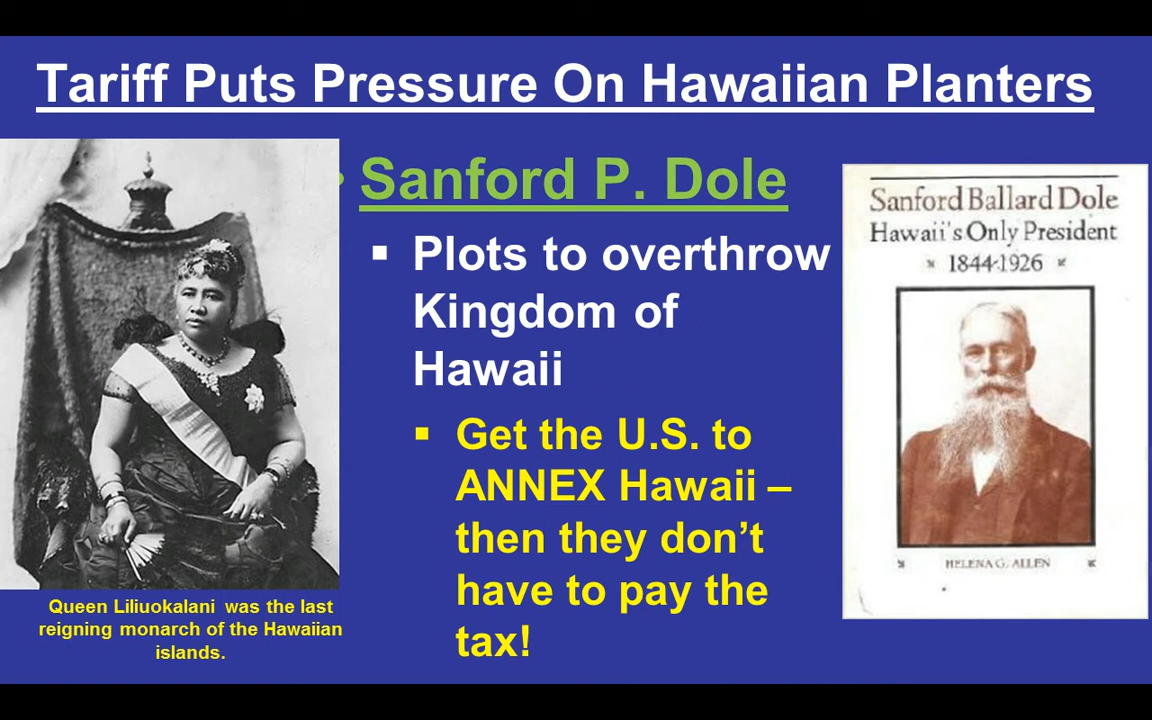 Tariff Puts Pressure On Hawaiian Planters
• Sanford P. Dole
▪ Plots to overthrow
Kingdom of
Hawaii
▪ Get the U.S. to
ANNEX Hawaii –
then they don’t
have to pay the
tax!
Queen Liliuokalani was the last
reigning monarch of the Hawaiian
islands.
Sanford Ballard Dole
Hawaii's Only President
1844-1926
HELENA G. ALLEN